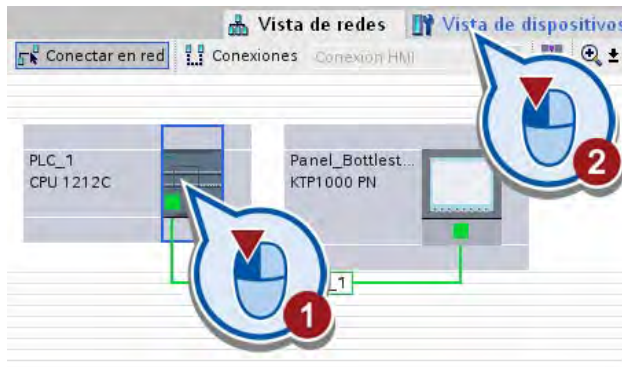 Vista de redes Vista de dispositivos
Conectar en red Conexiones Conexión HMI
PLC_1
CPU 1212C
Panel_Bottlest...
KTP1000 PN
_1
1
2